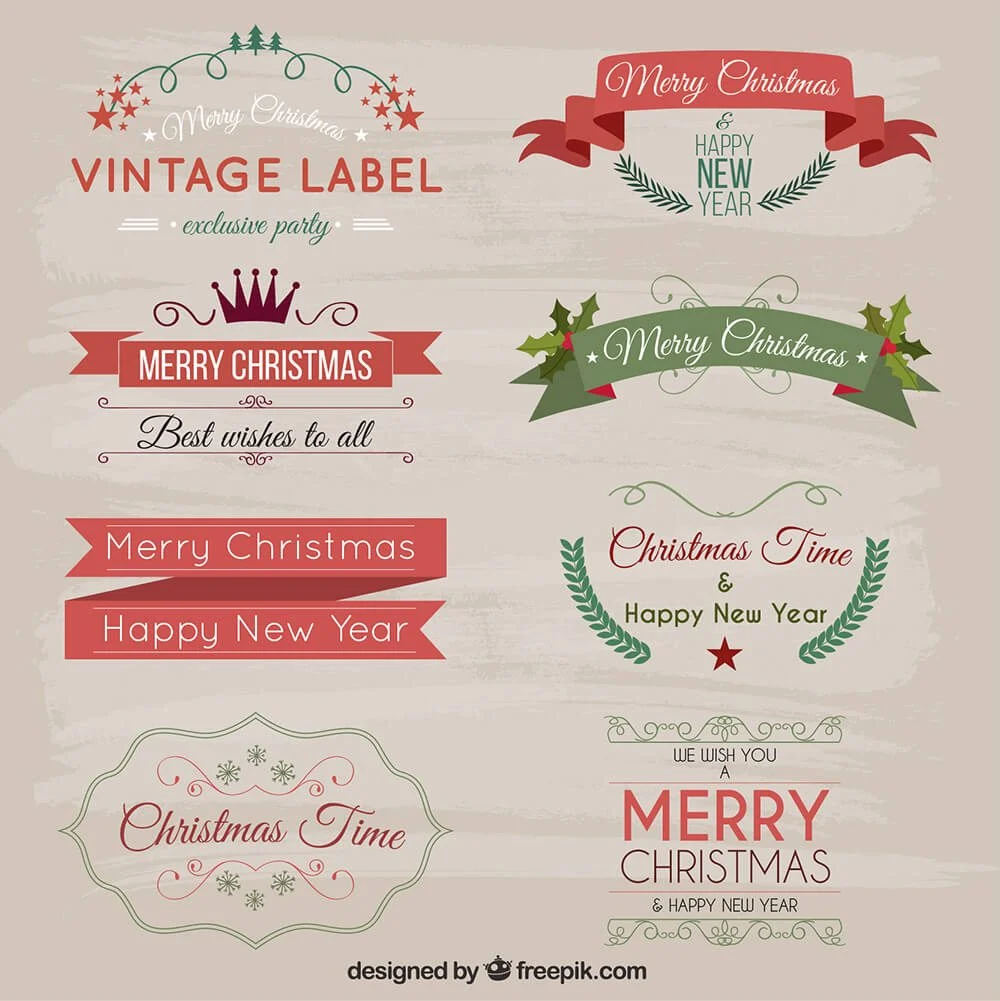 Merry Christmas
VINTAGE LABEL
exclusive party
Merry Christmas
&
HAPPY
NEW
YEAR
MERRY CHRISTMAS
Best wishes to all
Merry Christmas
Merry Christmas
Happy New Year
Christmas Time
&
Happy New Year
Christmas Time
WE WISH YOU
A
MERRY
CHRISTMAS
& HAPPY NEW YEAR
designed by freepik.com